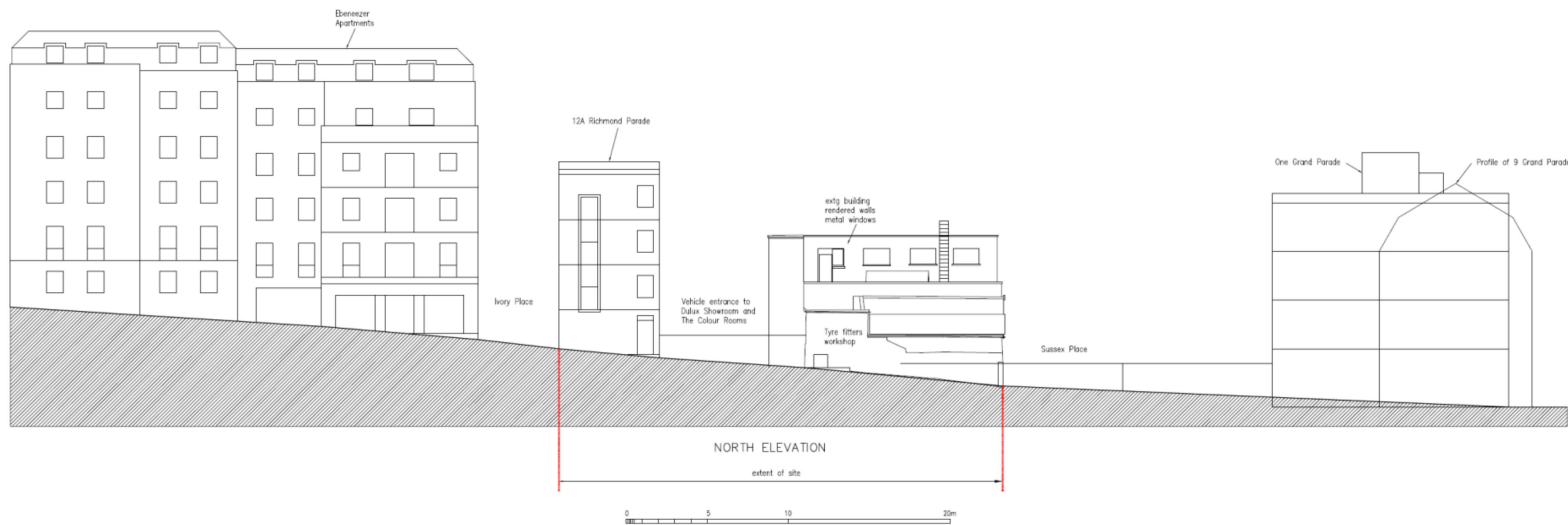 Ebeneezer
Apartments
12A Richmond Parade
One Grand Parade
Profile of 9 Grand Parade
extg building
rendered walls
metal windows
Ivory Place
Vehicle entrance to
Dulux Showroom and
The Colour Rooms
Tyre fitters
workshop
Sussex Place
NORTH ELEVATION
extent of site
0 5 10 20m